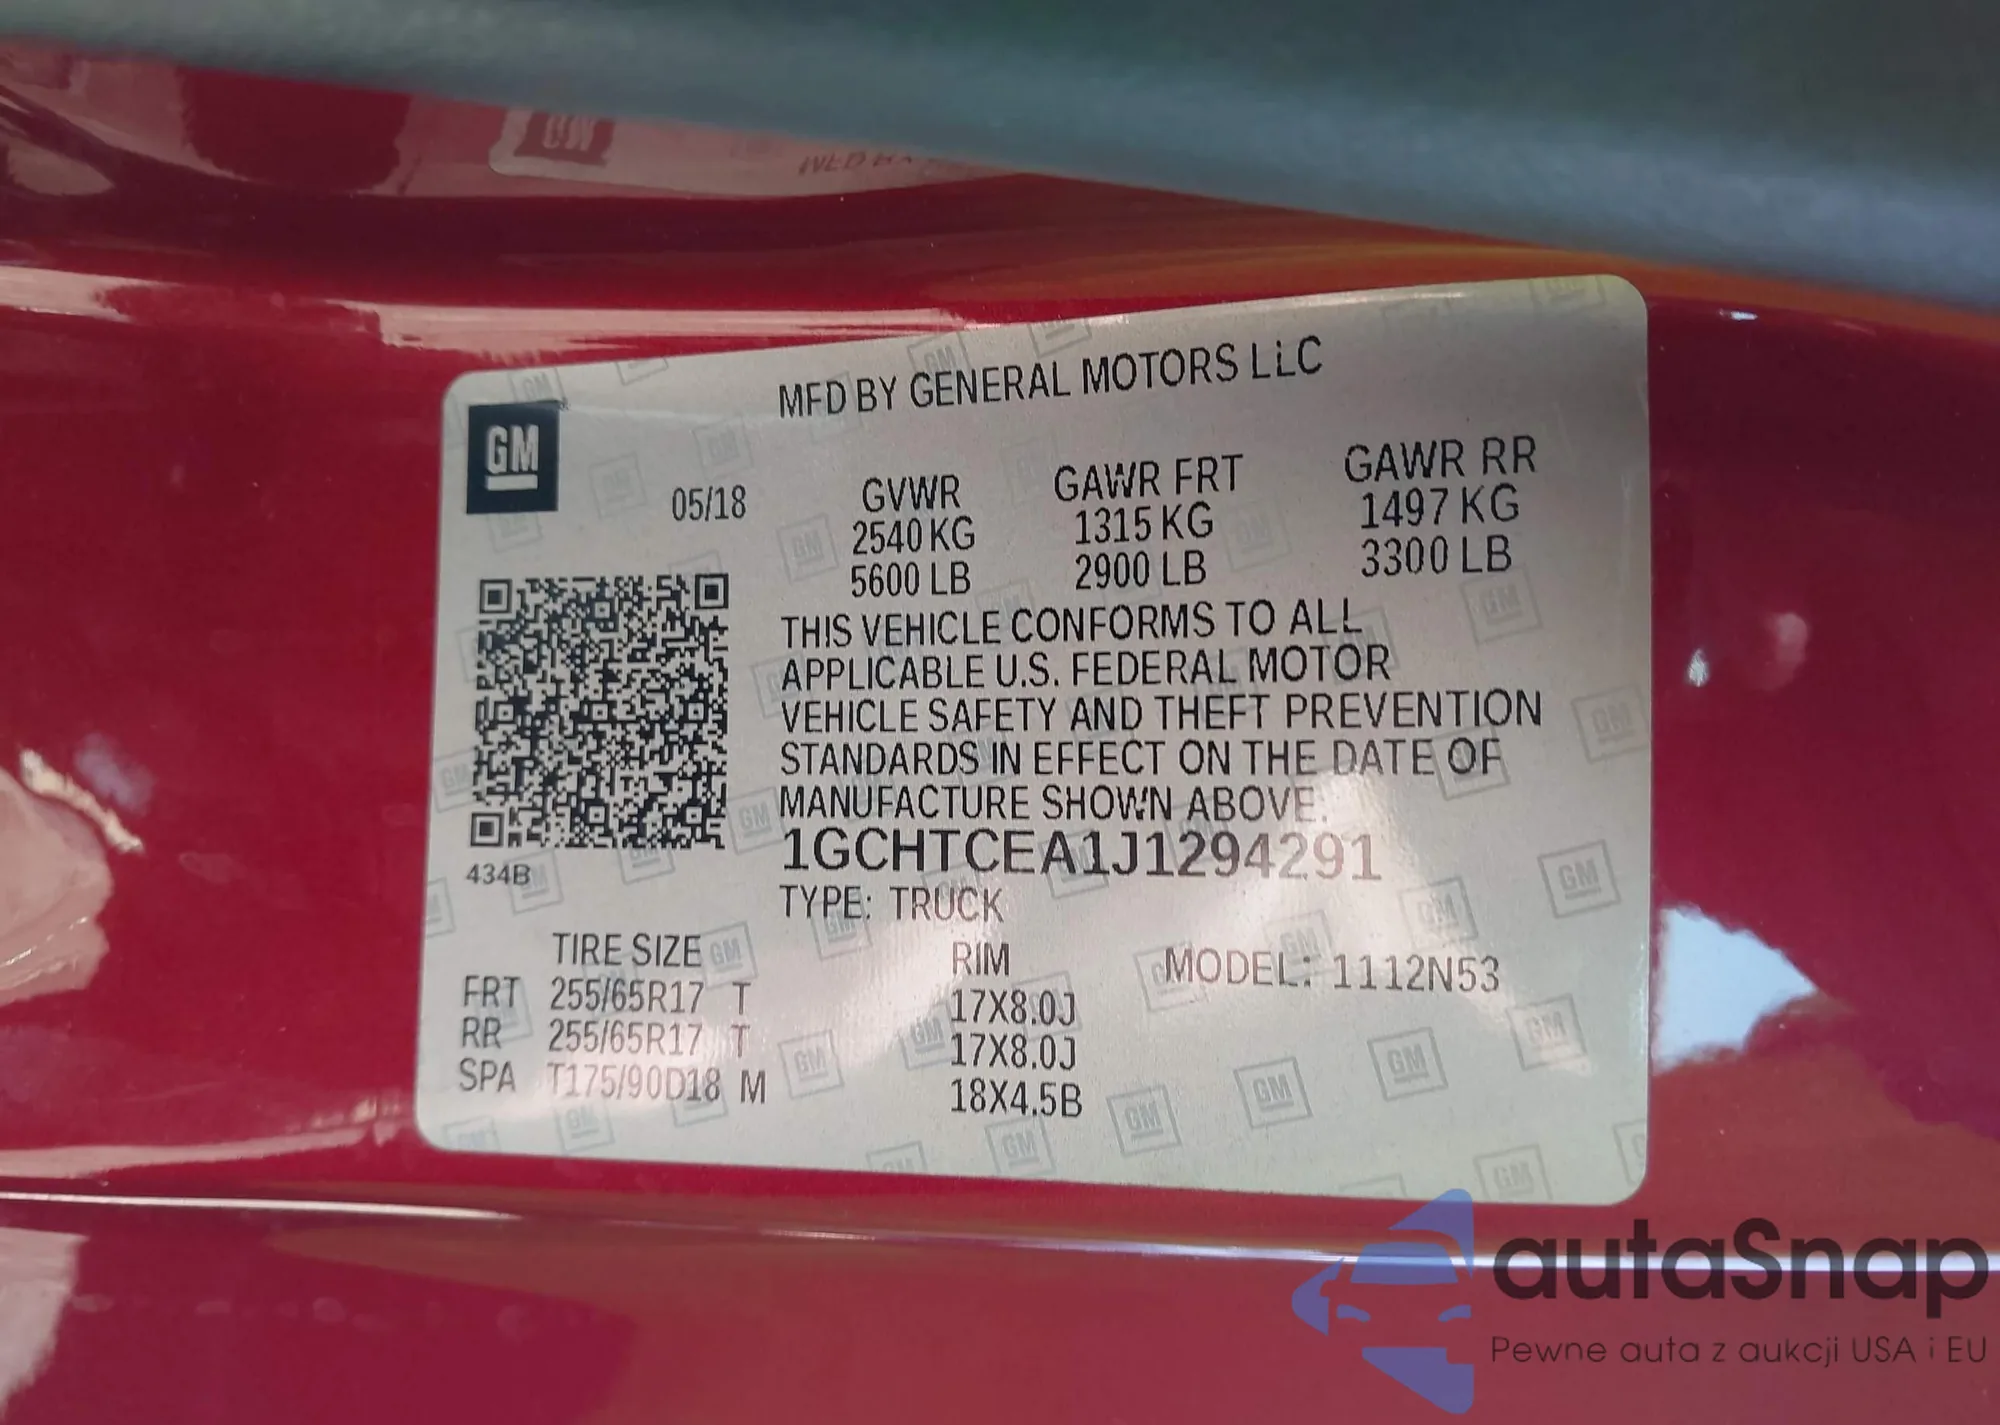 MFD BY GENERAL MOTORS LLC
GM
05/18
GVWR GAWR FRT GAWR RR
2540 KG 1315 KG 1497 KG
5600 LB 2900 LB 3300 LB
THIS VEHICLE CONFORMS TO ALL
APPLICABLE U.S. FEDERAL MOTOR
VEHICLE SAFETY AND THEFT PREVENTION
STANDARDS IN EFFECT ON THE DATE OF
MANUFACTURE SHOWN ABOVE.
1GCHTCEA1J1294291
434B
TYPE: TRUCK
TIRE SIZE RIM MODEL: 1112N53
FRT 255/65R17 T 17X8.0J
RR 255/65R17 T 17X8.0J
SPA T175/90D18 M 18X4.5B
autaSnap
Pewne auta z aukcji USA i EU